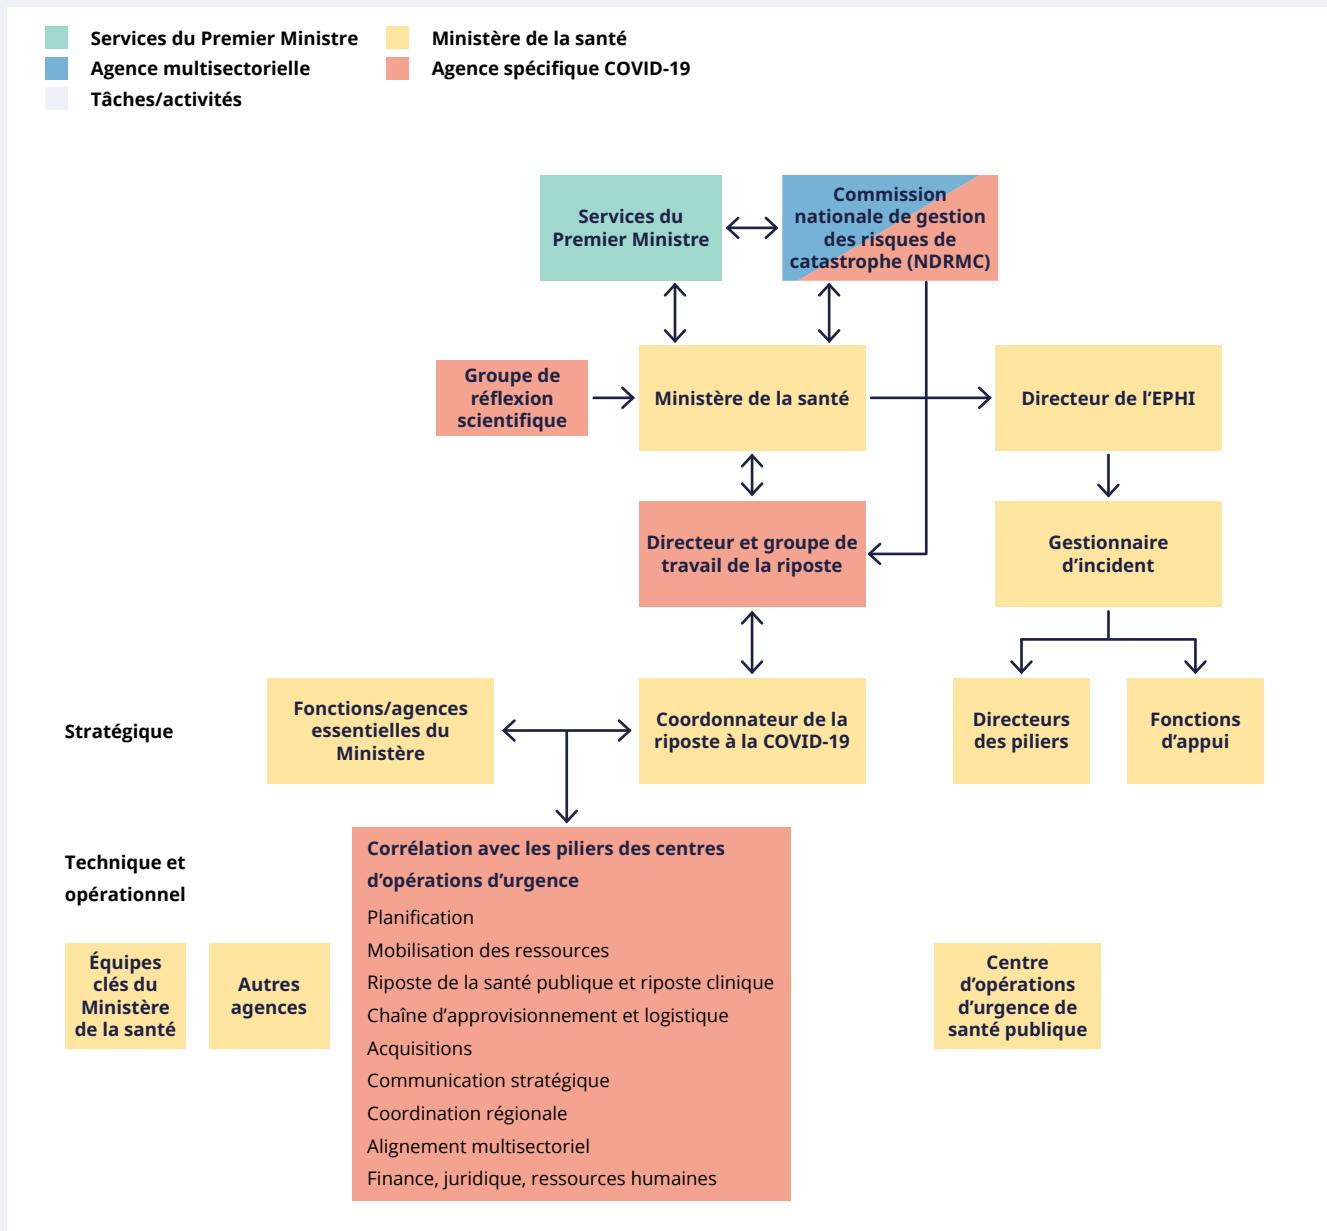 Services du Premier Ministre
Ministère de la santé
Agence multisectorielle
Agence spécifique COVID-19
Tâches/activités
Services du
Premier Ministre
Commission
nationale de gestion
des risques de
catastrophe (NDRMC)
Groupe de
réflexion
scientifique
Ministère de la santé
Directeur de l’EPHI
Directeur et groupe de
travail de la riposte
Gestionnaire
d’incident
Stratégique
Fonctions/agences
essentielles du
Ministère
Coordonnateur de la
riposte à la COVID-19
Directeurs
des piliers
Fonctions
d’appui
Technique et
opérationnel
Équipes
clés du
Ministère
de la santé
Autres
agences
Corrélation avec les piliers des centres
d’opérations d’urgence
Planification
Mobilisation des ressources
Riposte de la santé publique et riposte clinique
Chaîne d’approvisionnement et logistique
Acquisitions
Communication stratégique
Coordination régionale
Alignement multisectoriel
Finance, juridique, ressources humaines
Centre
d’opérations
d’urgence de
santé publique